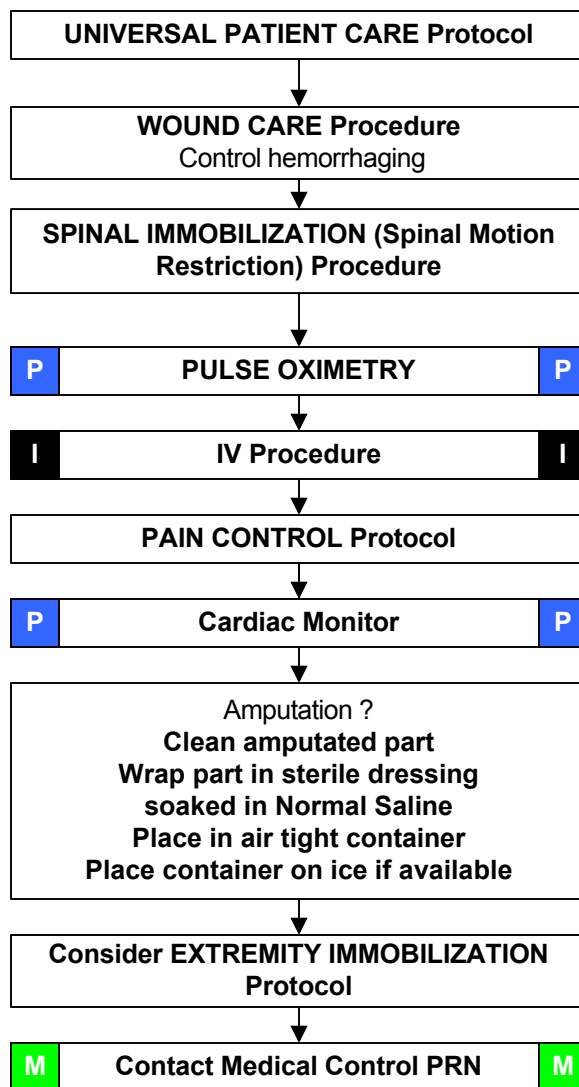 UNIVERSAL PATIENT CARE Protocol
WOUND CARE Procedure
Control hemorrhaging
SPINAL IMMOBILIZATION (Spinal Motion
Restriction) Procedure
P PULSE OXIMETRY P
I IV Procedure I
PAIN CONTROL Protocol
P Cardiac Monitor P
Amputation ?
Clean amputated part
Wrap part in sterile dressing
soaked in Normal Saline
Place in air tight container
Place container on ice if available
Consider EXTREMITY IMMOBILIZATION
Protocol
M Contact Medical Control PRN M